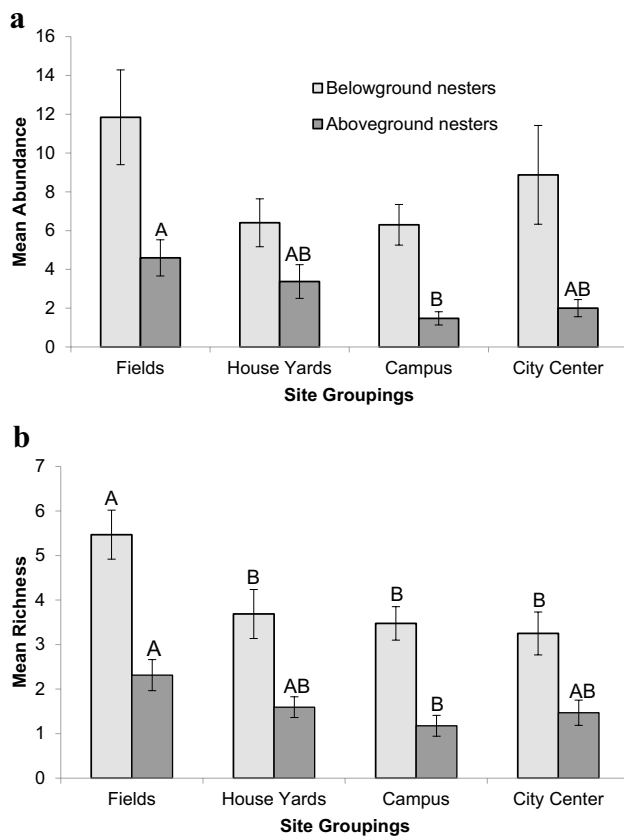 a
16
14
12
10
8
6
4
2
0
Mean Abundance
Belowground nesters
Aboveground nesters
A
AB
B
AB
Fields House Yards Campus City Center
Site Groupings
b
7
6
5
4
3
2
1
0
Mean Richness
A
A
B
AB
B
B
B
AB
Fields House Yards Campus City Center
Site Groupings